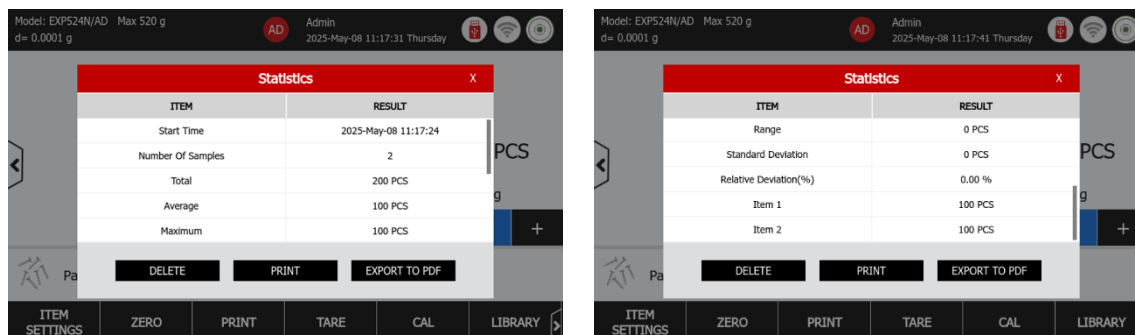 Model: EXP524N/AD Max 520 g
d= 0.0001 g
AD
Admin
2025-May-08 11:17:31 Thursday
Statistics X
ITEM RESULT
Start Time 2025-May-08 11:17:24
Number Of Samples 2
Total 200 PCS
Average 100 PCS
Maximum 100 PCS
PCS
g
+
DELETE PRINT EXPORT TO PDF
Pa
ITEM SETTINGS ZERO PRINT TARE CAL LIBRARY
Model: EXP524N/AD Max 520 g
d= 0.0001 g
AD
Admin
2025-May-08 11:17:41 Thursday
Statistics X
ITEM RESULT
Range 0 PCS
Standard Deviation 0 PCS
Relative Deviation(%) 0.00 %
Item 1 100 PCS
Item 2 100 PCS
PCS
g
+
DELETE PRINT EXPORT TO PDF
Pa
ITEM SETTINGS ZERO PRINT TARE CAL LIBRARY